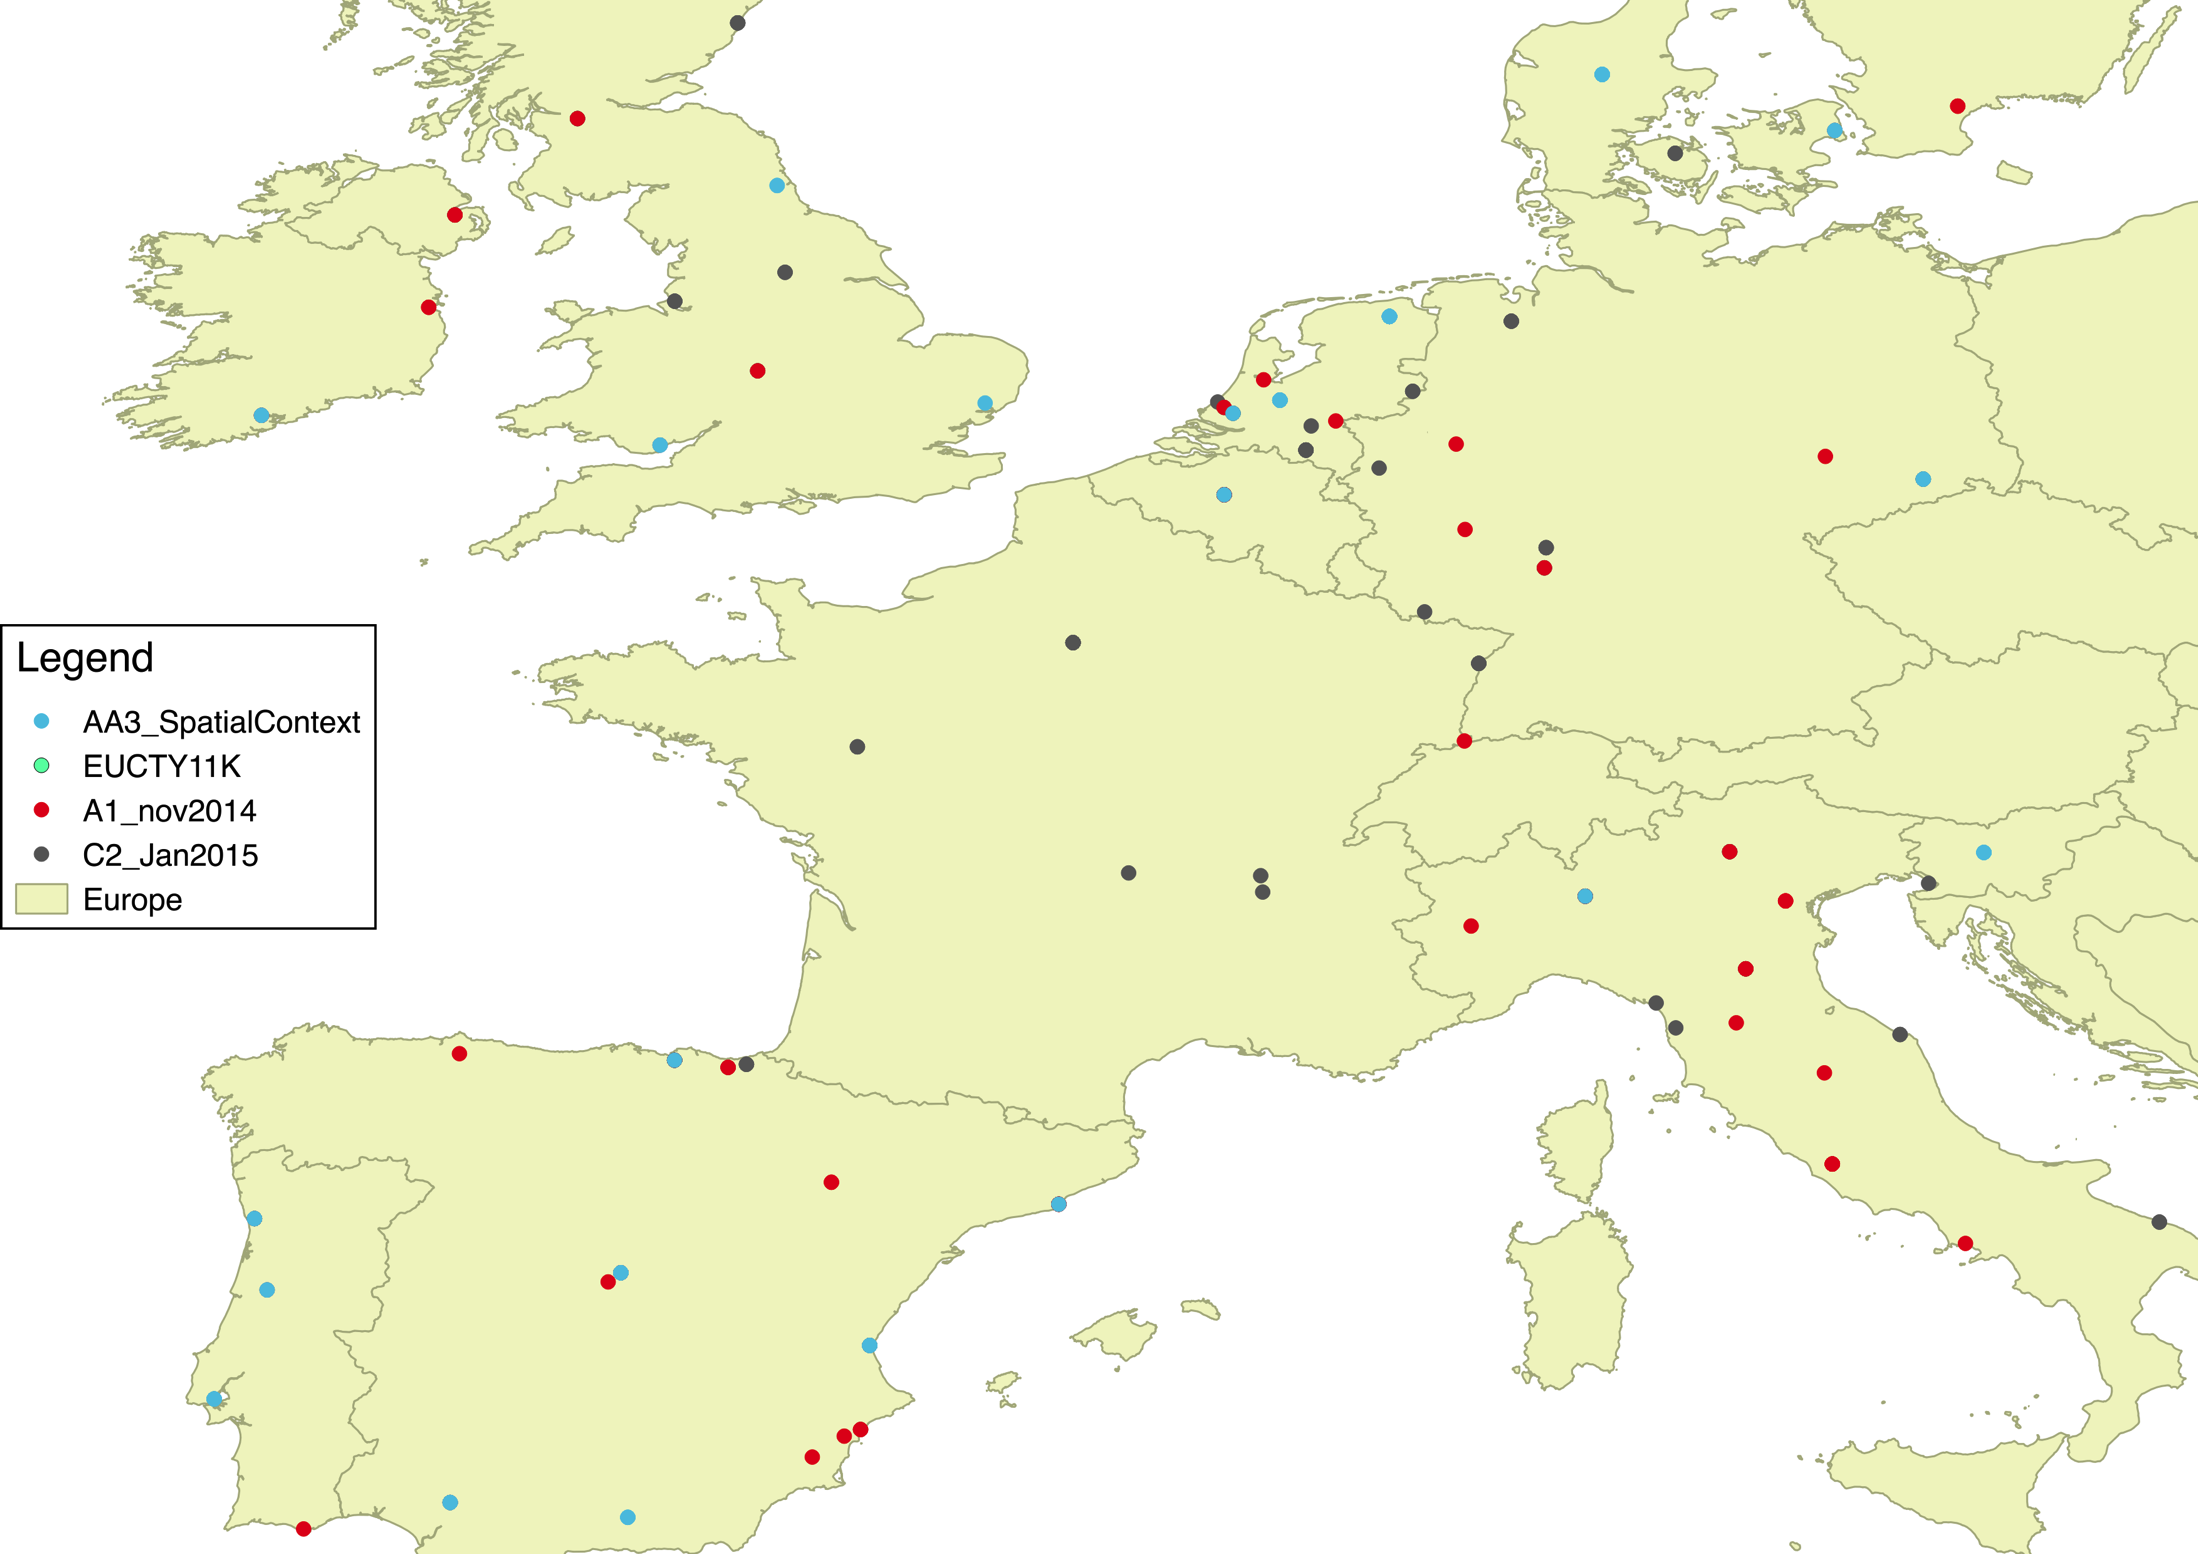 Legend
AA3_SpatialContext
EUCTY11K
A1_nov2014
C2_Jan2015
Europe